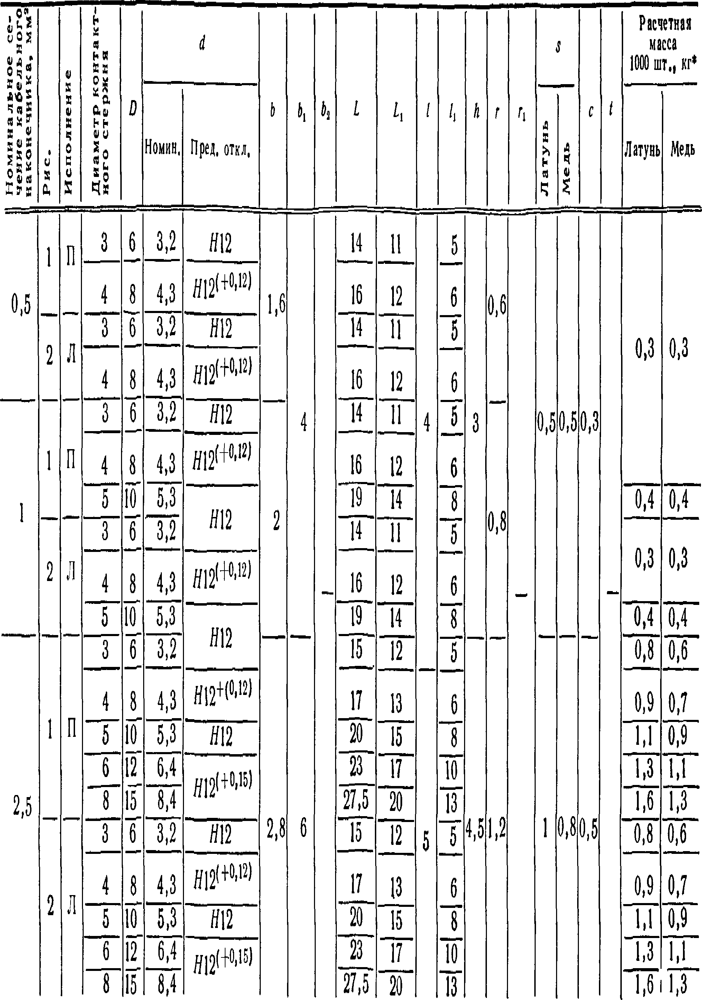 Номинальное се-
чение кабельного
наконечника, мм²
Рис.
Исполнение
Диаметр контакт-
ного стержня
D
d
Номин.
Пред. откл.
b
b₁
b₂
L
L₁
l
l₁
h
r
r₁
s
Латунь
Медь
c
t
Расчетная
масса
1000 шт., кг*
Латунь
Медь
3 6 3,2 H12 14 11 5
1 П
4 8 4,3 H12(+0,12) 16 12 6
0,5 1,6 0,6
3 6 3,2 H12 14 11 5
2 Л 0,3 0,3
4 8 4,3 H12(+0,12) 16 12 6
3 6 3,2 H12 4 14 11 4 5 3 0,5 0,5 0,3
1 П 4 8 4,3 H12(+0,12) 16 12 6
5 10 5,3 19 14 8 0,4 0,4
1 H12 2 0,8
3 6 3,2 14 11 5
2 Л 0,3 0,3
4 8 4,3 H12(+0,12) 16 12 6
— — —
5 10 5,3 19 14 8 0,4 0,4
H12
3 6 3,2 15 12 5 0,8 0,6
4 8 4,3 H12+(0,12) 17 13 6 0,9 0,7
1 П 5 10 5,3 H12 20 15 8 1,1 0,9
6 12 6,4 23 17 10 1,3 1,1
H12(+0,15)
2,5 8 15 8,4 27,5 20 13 1,6 1,3
3 6 3,2 H12 2,8 6 15 12 5 5 4,5 1,2 1 0,8 0,5 0,8 0,6
4 8 4,3 H12(+0,12) 17 13 6 0,9 0,7
2 Л 5 10 5,3 H12 20 15 8 1,1 0,9
6 12 6,4 23 17 10 1,3 1,1
H12(+0,15)
8 15 8,4 27,5 20 13 1,6 1,3